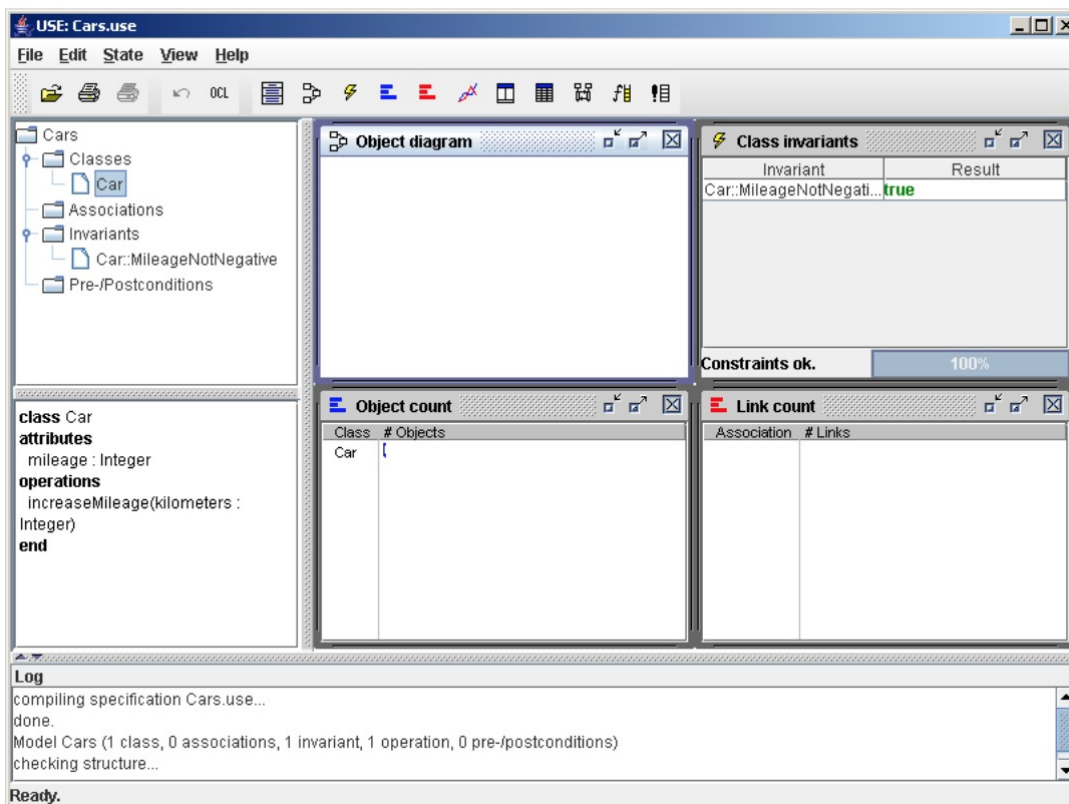 USE: Cars.use
File Edit State View Help
OCL
Cars
Classes
Car
Associations
Invariants
Car::MileageNotNegative
Pre-/Postconditions
class Car
attributes
mileage : Integer
operations
increaseMileage(kilometers :
Integer)
end
Object diagram
Class invariants
Invariant Result
Car::MileageNotNegati... true
Constraints ok. 100%
Object count
Class # Objects
Car
Link count
Association # Links
Log
compiling specification Cars.use...
done.
Model Cars (1 class, 0 associations, 1 invariant, 1 operation, 0 pre-/postconditions)
checking structure...
Ready.